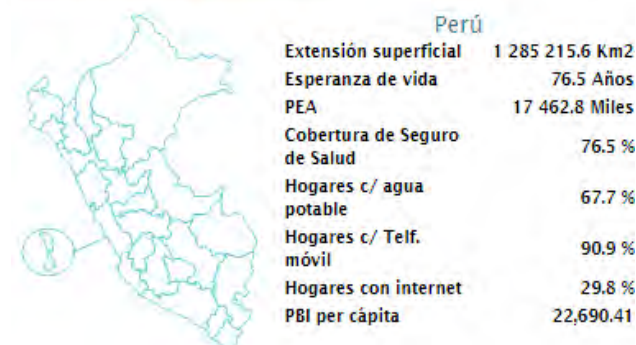 Perú
Extensión superficial 1 285 215.6 Km2
Esperanza de vida 76.5 Años
PEA 17 462.8 Miles
Cobertura de Seguro
de Salud 76.5 %
Hogares c/ agua
potable 67.7 %
Hogares c/ Telf.
móvil 90.9 %
Hogares con internet 29.8 %
PBI per cápita 22,690.41